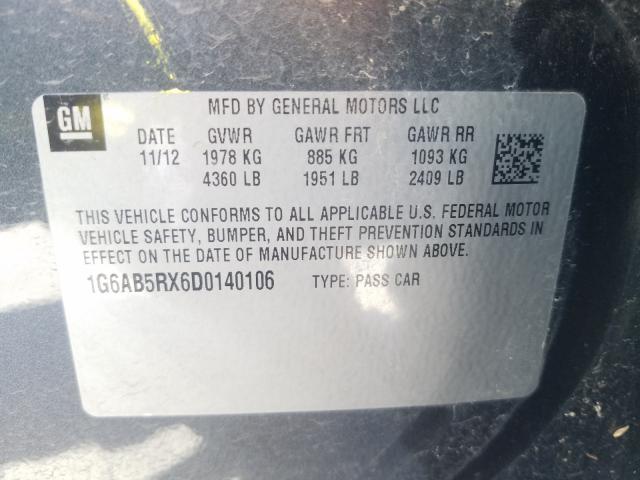 GM
MFD BY GENERAL MOTORS LLC
DATE GVWR GAWR FRT GAWR RR
11/12 1978 KG 885 KG 1093 KG
4360 LB 1951 LB 2409 LB
THIS VEHICLE CONFORMS TO ALL APPLICABLE U.S. FEDERAL MOTOR
VEHICLE SAFETY, BUMPER, AND THEFT PREVENTION STANDARDS IN
EFFECT ON THE DATE OF MANUFACTURE SHOWN ABOVE.
1G6AB5RX6D0140106 TYPE: PASS CAR